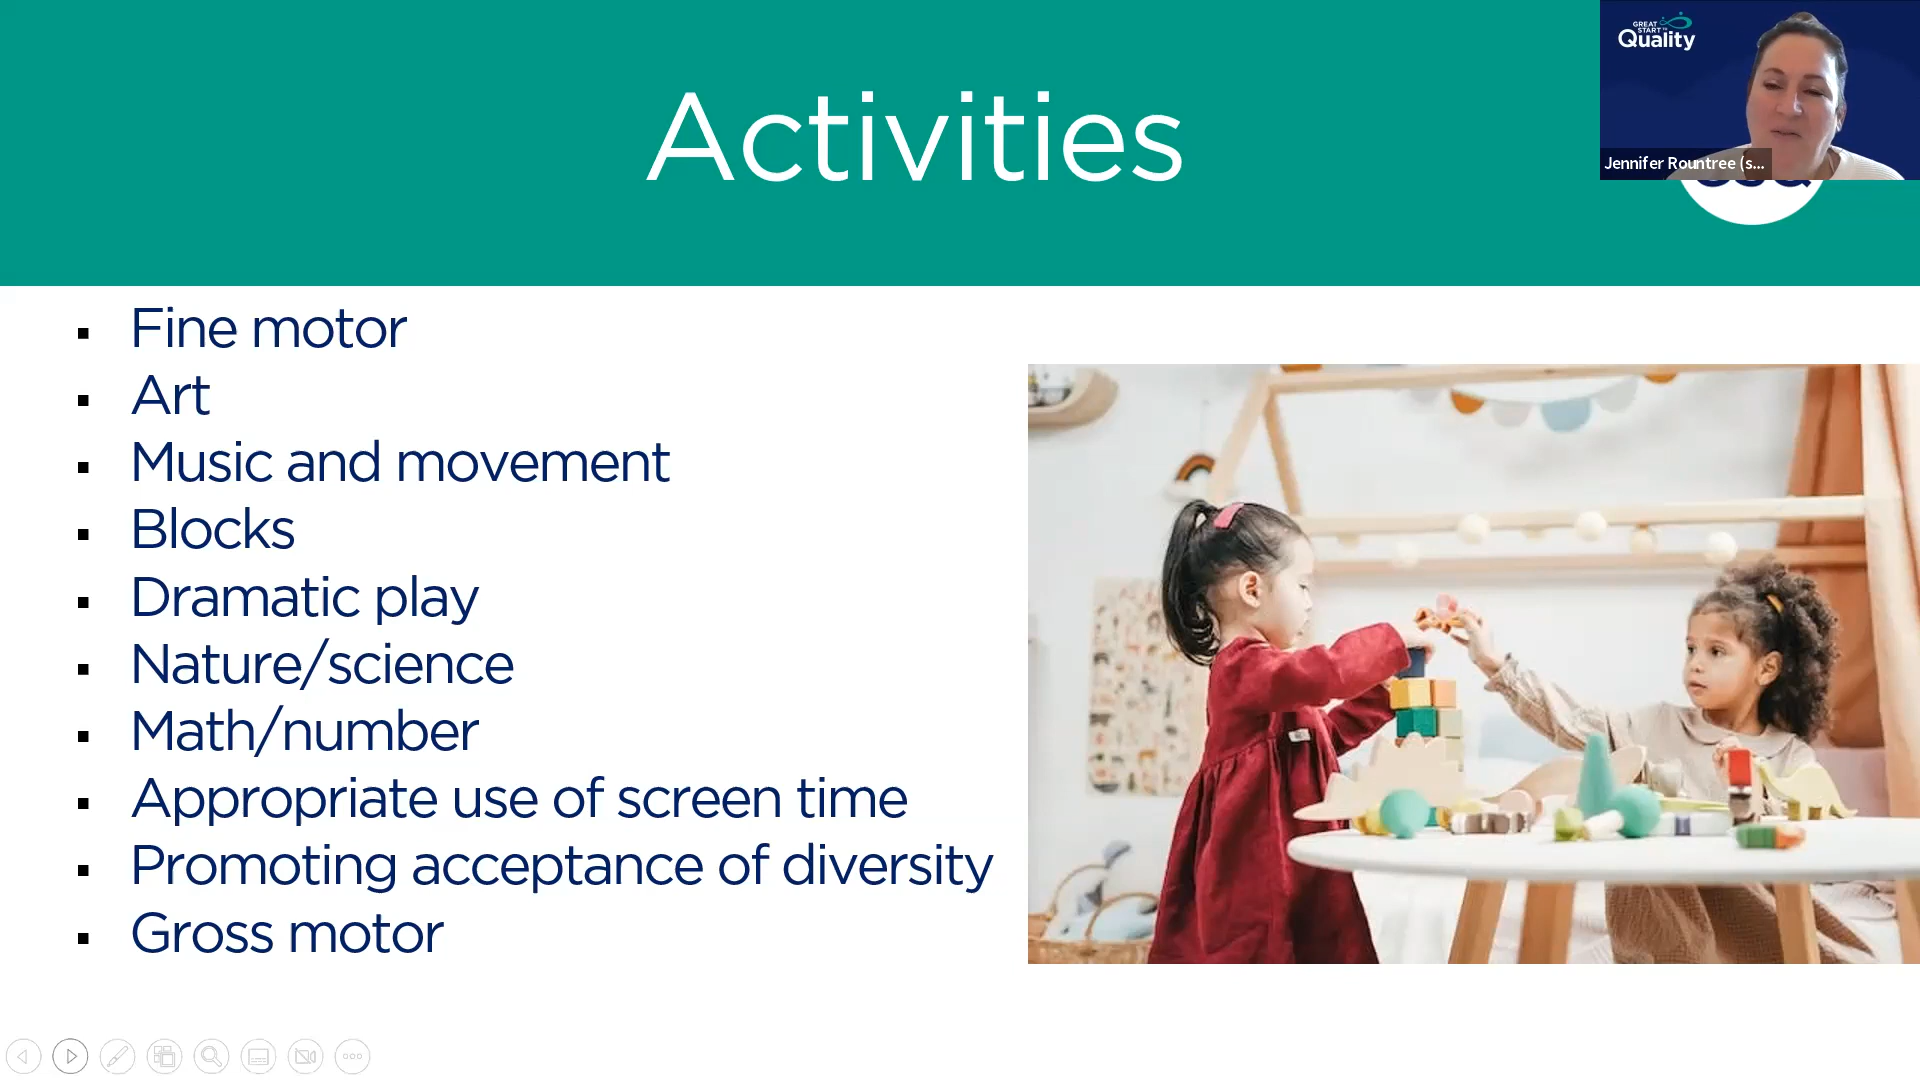 Activities
GREAT
START TO
Quality
Jennifer Rountree (s...
Fine motor
Art
Music and movement
Blocks
Dramatic play
Nature/science
Math/number
Appropriate use of screen time
Promoting acceptance of diversity
Gross motor